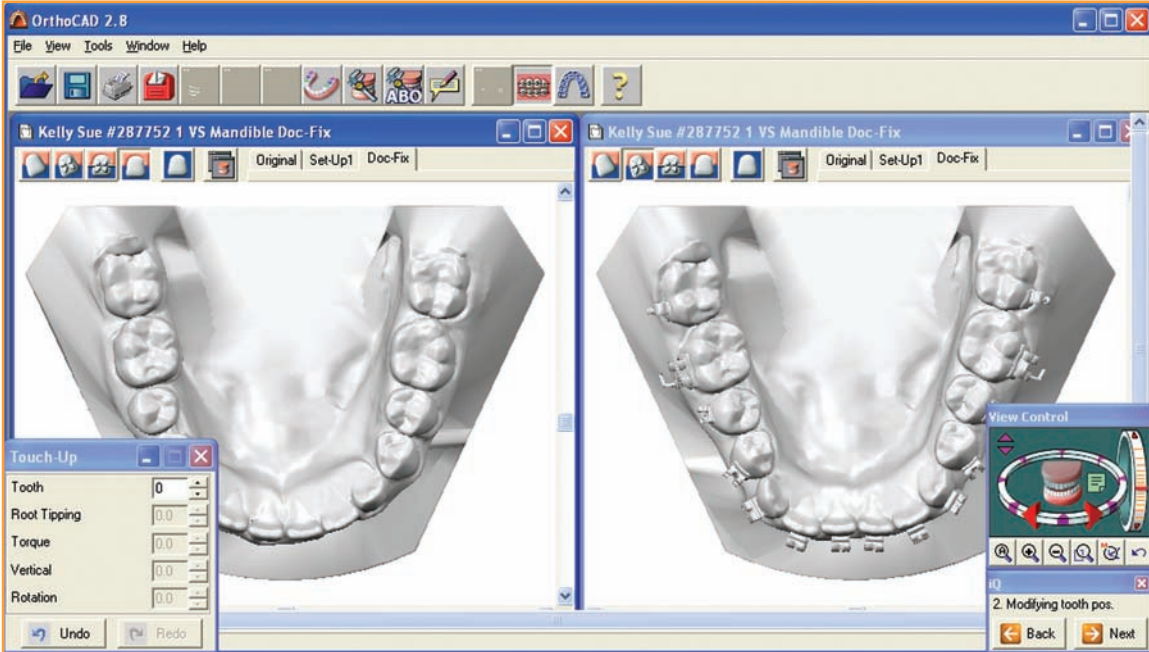 OrthoCAD 2.8
File View Tools Window Help
ABO
?
Kelly Sue #287752 1 VS Mandible Doc-Fix
Original Set-Up1 Doc-Fix
Kelly Sue #287752 1 VS Mandible Doc-Fix
Original Set-Up1 Doc-Fix
Touch-Up
Tooth 0
Root Tipping 0.0
Torque 0.0
Vertical 0.0
Rotation 0.0
Undo Redo
View Control
iQ
2. Modifying tooth pos.
Back Next